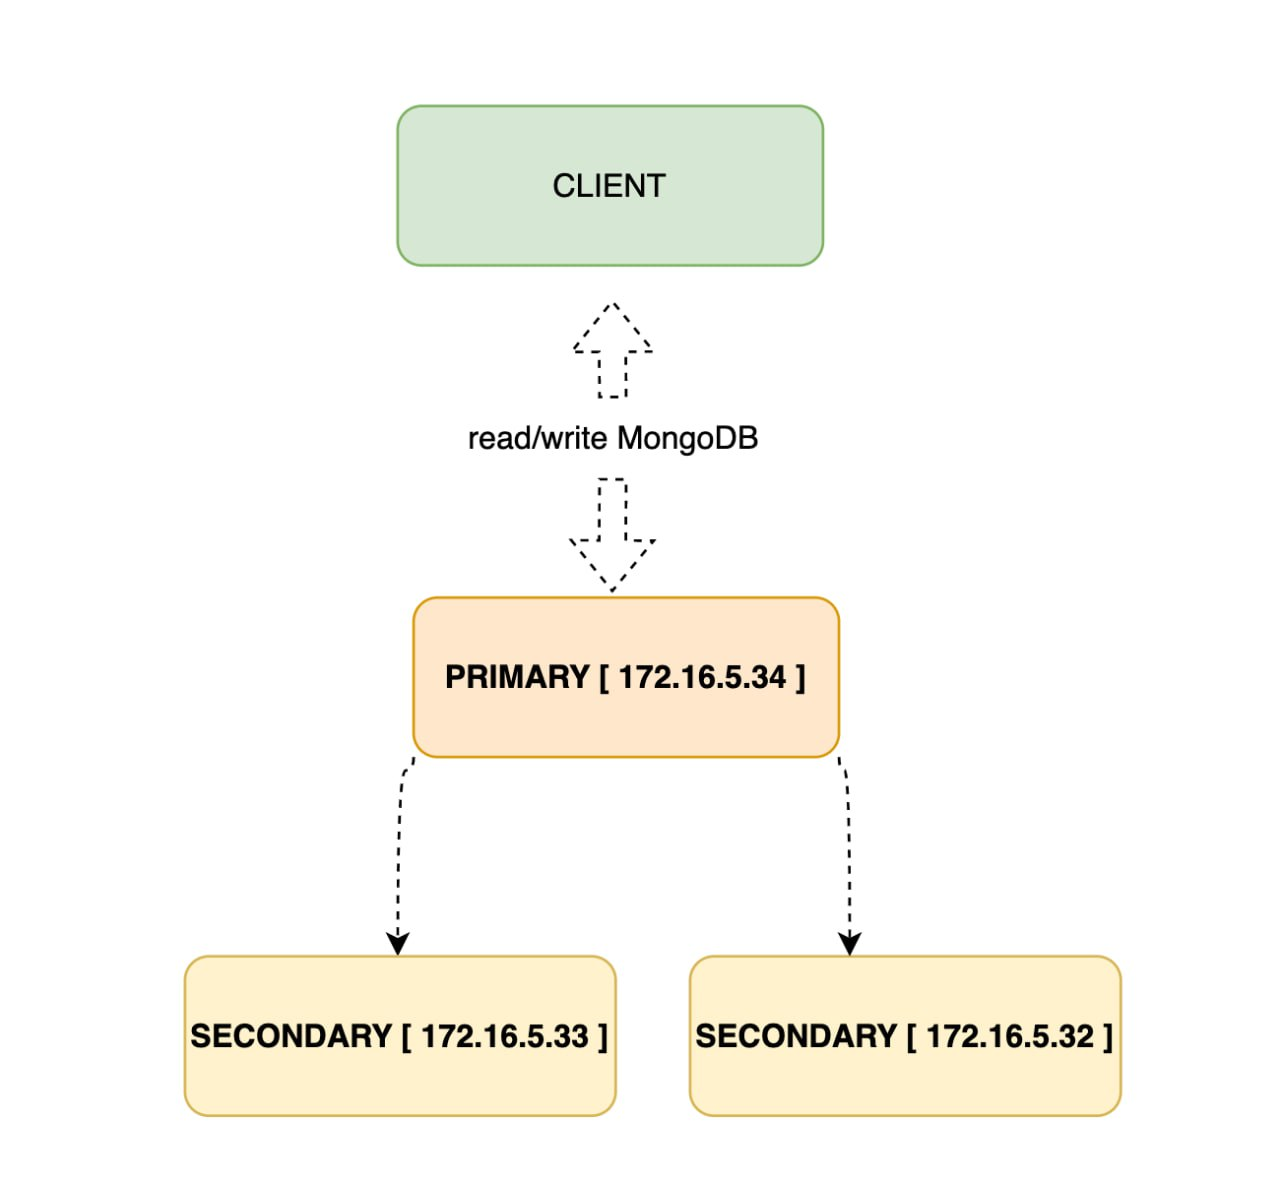 CLIENT
read/write MongoDB
PRIMARY [ 172.16.5.34 ]
SECONDARY [ 172.16.5.33 ]
SECONDARY [ 172.16.5.32 ]